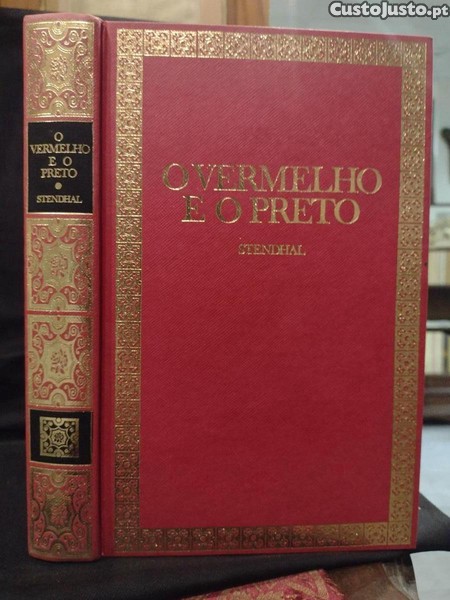 CustoJusto.pt
O
VERMELHO
E O
PRETO
STENDHAL
O VERMELHO
E O PRETO
STENDHAL